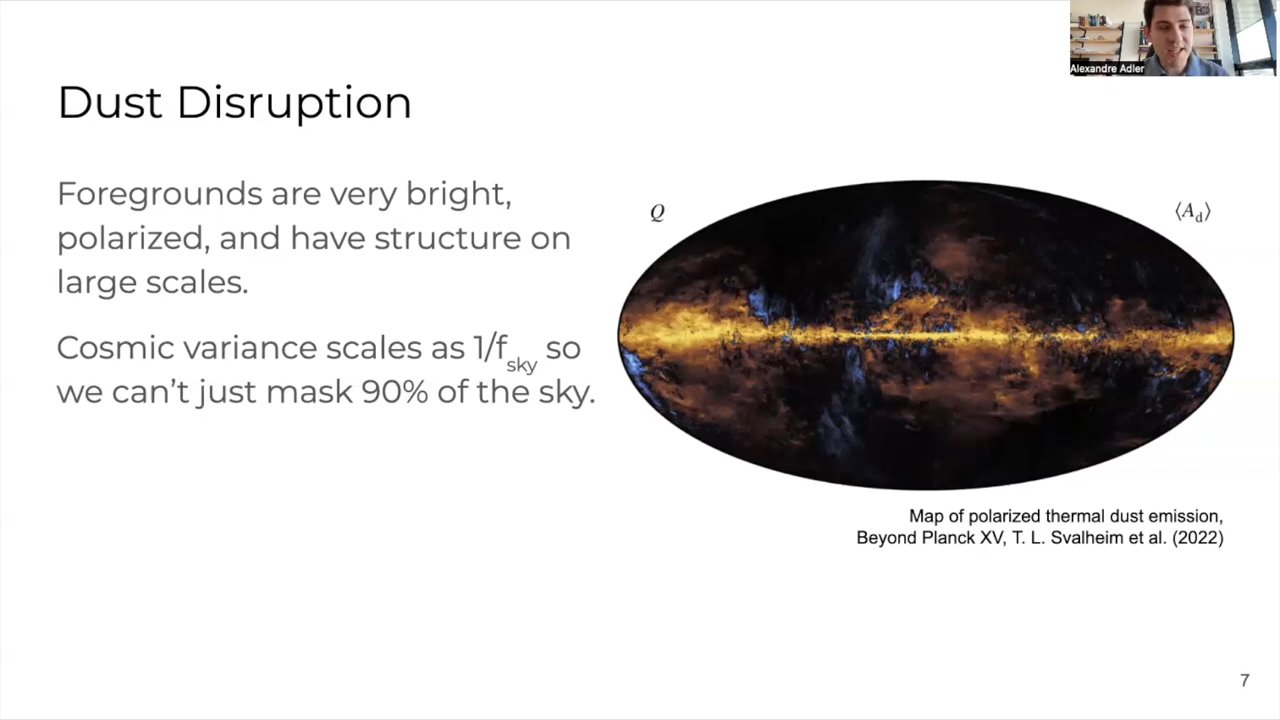 Alexandre Adler
Dust Disruption
Foregrounds are very bright,
polarized, and have structure on
large scales.
Cosmic variance scales as 1/f_sky so
we can’t just mask 90% of the sky.
Q
⟨A_d⟩
Map of polarized thermal dust emission,
Beyond Planck XV, T. L. Svalheim et al. (2022)
7